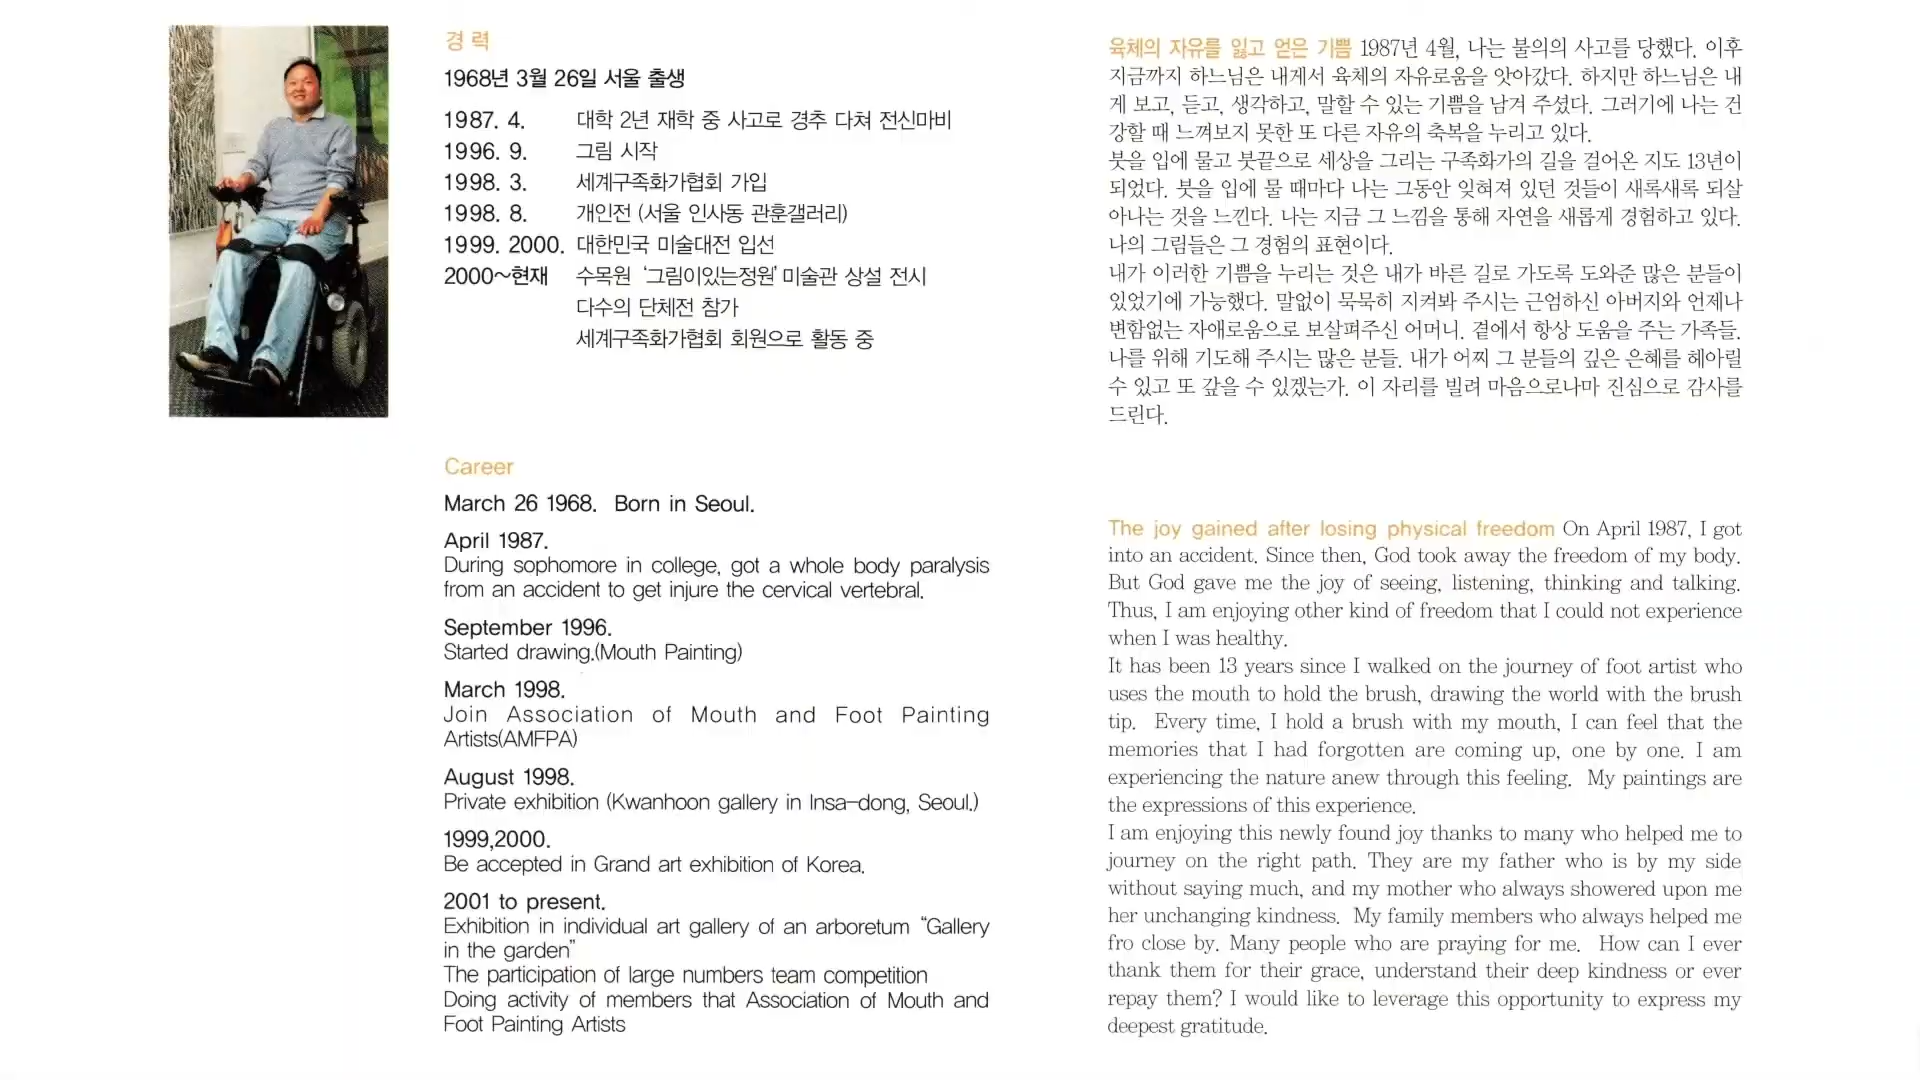 경 력
1968년 3월 26일 서울 출생
1987. 4. 대학 2년 재학 중 사고로 경추 다쳐 전신마비
1996. 9. 그림 시작
1998. 3. 세계구족화가협회 가입
1998. 8. 개인전 (서울 인사동 관훈갤러리)
1999. 2000. 대한민국 미술대전 입선
2000~현재 수목원 ‘그림이있는정원’ 미술관 상설 전시
다수의 단체전 참가
세계구족화가협회 회원으로 활동 중
Career
March 26 1968. Born in Seoul.
April 1987.
During sophomore in college, got a whole body paralysis
from an accident to get injure the cervical vertebral.
September 1996.
Started drawing.(Mouth Painting)
March 1998.
Join Association of Mouth and Foot Painting
Artists(AMFPA)
August 1998.
Private exhibition (Kwanhoon gallery in Insa-dong, Seoul.)
1999,2000.
Be accepted in Grand art exhibition of Korea.
2001 to present.
Exhibition in individual art gallery of an arboretum “Gallery
in the garden”
The participation of large numbers team competition
Doing activity of members that Association of Mouth and
Foot Painting Artists
육체의 자유를 잃고 얻은 기쁨 1987년 4월, 나는 불의의 사고를 당했다. 이후
지금까지 하느님은 내게서 육체의 자유로움을 앗아갔다. 하지만 하느님은 내
게 보고, 듣고, 생각하고, 말할 수 있는 기쁨을 남겨 주셨다. 그러기에 나는 건
강할 때 느껴보지 못한 또 다른 자유의 축복을 누리고 있다.
붓을 입에 물고 붓끝으로 세상을 그리는 구족화가의 길을 걸어온 지도 13년이
되었다. 붓을 입에 물 때마다 나는 그동안 잊혀져 있던 것들이 새록새록 되살
아나는 것을 느낀다. 나는 지금 그 느낌을 통해 자연을 새롭게 경험하고 있다.
나의 그림들은 그 경험의 표현이다.
내가 이러한 기쁨을 누리는 것은 내가 바른 길로 가도록 도와준 많은 분들이
있었기에 가능했다. 말없이 묵묵히 지켜봐 주시는 근엄하신 아버지와 언제나
변함없는 자애로움으로 보살펴주신 어머니. 곁에서 항상 도움을 주는 가족들.
나를 위해 기도해 주시는 많은 분들. 내가 어찌 그 분들의 깊은 은혜를 헤아릴
수 있고 또 갚을 수 있겠는가. 이 자리를 빌려 마음으로나마 진심으로 감사를
드린다.
The joy gained after losing physical freedom On April 1987, I got
into an accident. Since then, God took away the freedom of my body.
But God gave me the joy of seeing, listening, thinking and talking.
Thus, I am enjoying other kind of freedom that I could not experience
when I was healthy.
It has been 13 years since I walked on the journey of foot artist who
uses the mouth to hold the brush, drawing the world with the brush
tip. Every time, I hold a brush with my mouth, I can feel that the
memories that I had forgotten are coming up, one by one. I am
experiencing the nature anew through this feeling. My paintings are
the expressions of this experience.
I am enjoying this newly found joy thanks to many who helped me to
journey on the right path. They are my father who is by my side
without saying much, and my mother who always showered upon me
her unchanging kindness. My family members who always helped me
fro close by. Many people who are praying for me. How can I ever
thank them for their grace, understand their deep kindness or ever
repay them? I would like to leverage this opportunity to express my
deepest gratitude.